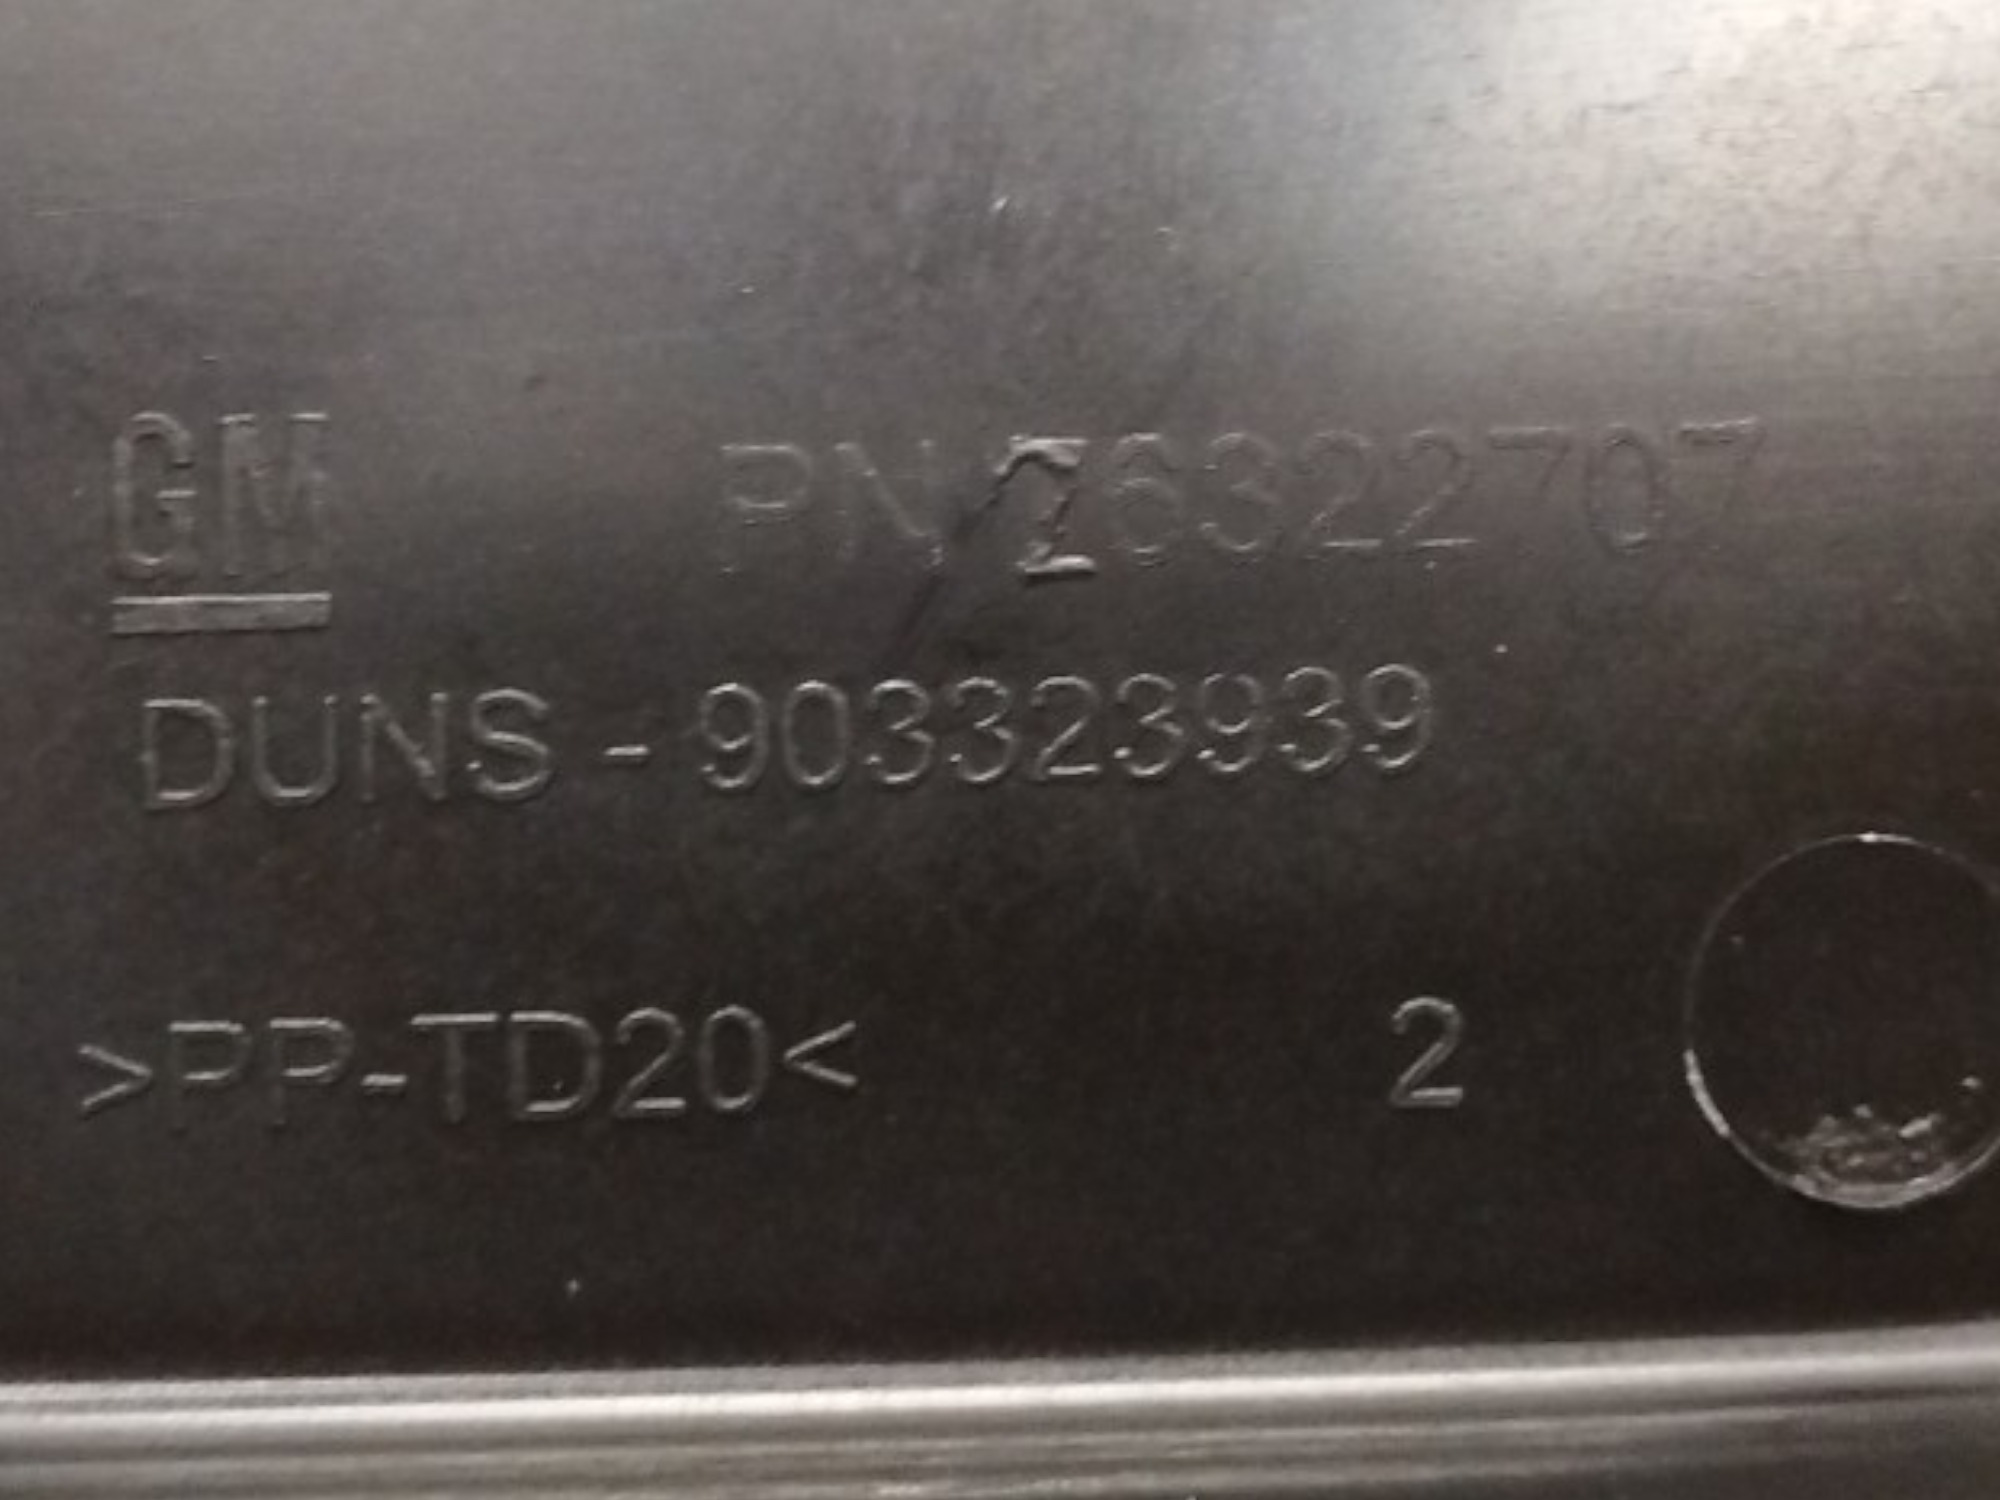 GM PN 26322707
DUNS - 903323939
>PP-TD20< 2